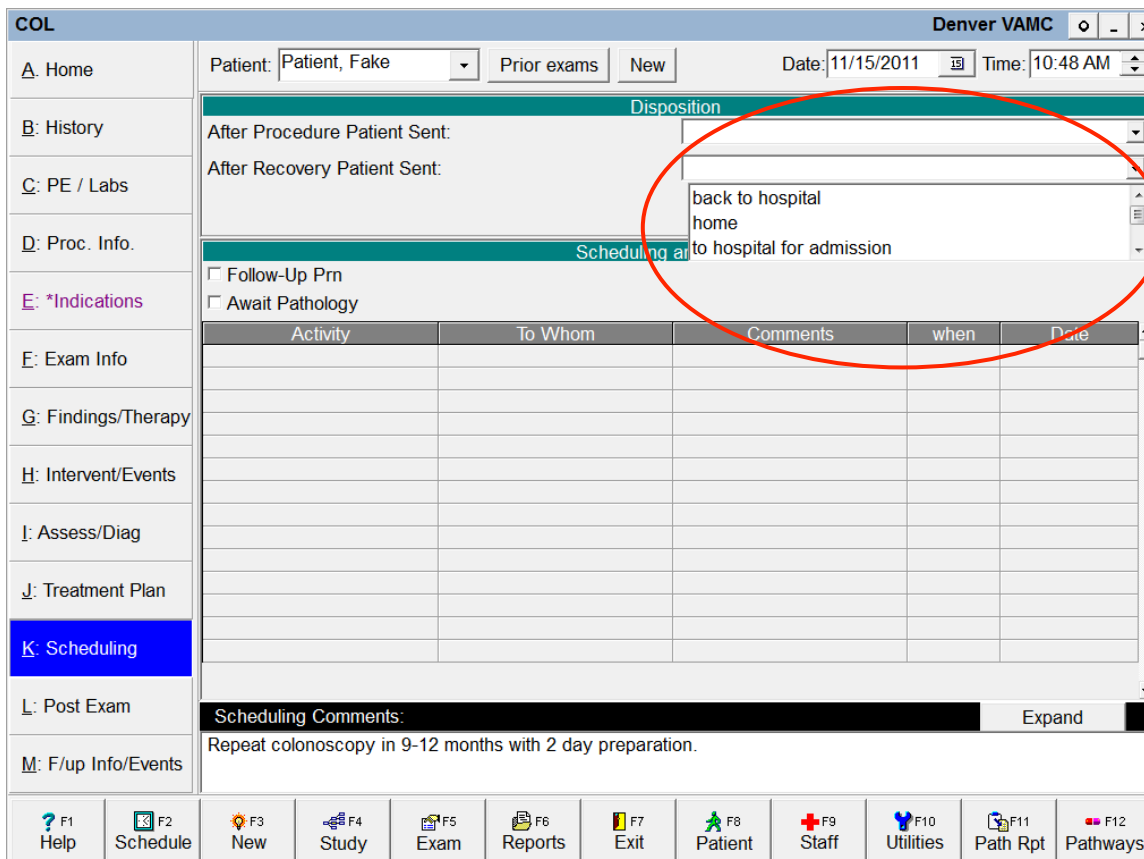 COL Denver VAMC
A. Home
Patient: Patient, Fake Prior exams New Date: 11/15/2011 15 Time: 10:48 AM
Disposition
B: History
After Procedure Patient Sent:
After Recovery Patient Sent:
C: PE / Labs
back to hospital
home
to hospital for admission
D: Proc. Info.
Scheduling an
Follow-Up Prn
E: *Indications
Await Pathology
Activity To Whom Comments when Date
F: Exam Info
G: Findings/Therapy
H: Intervent/Events
I: Assess/Diag
J: Treatment Plan
K: Scheduling
L: Post Exam
Scheduling Comments: Expand
Repeat colonoscopy in 9-12 months with 2 day preparation.
M: F/up Info/Events
? F1 F2 F3 F4 F5 F6 F7 F8 F9 F10 F11 F12
Help Schedule New Study Exam Reports Exit Patient Staff Utilities Path Rpt Pathways